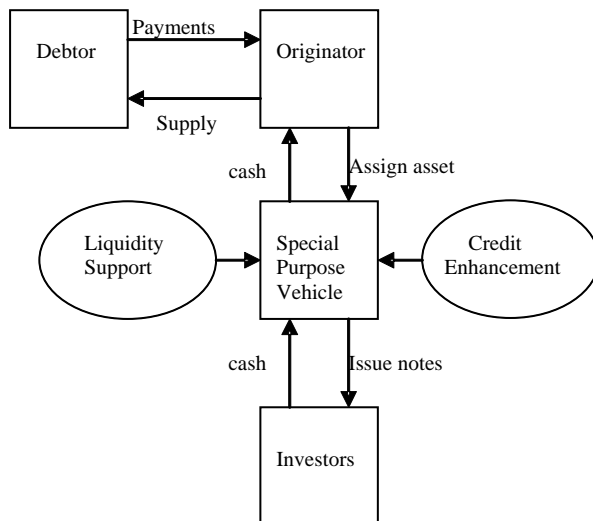 Payments
Debtor
Originator
Supply
cash
Assign asset
Liquidity
Support
Special
Purpose
Vehicle
Credit
Enhancement
cash
Issue notes
Investors